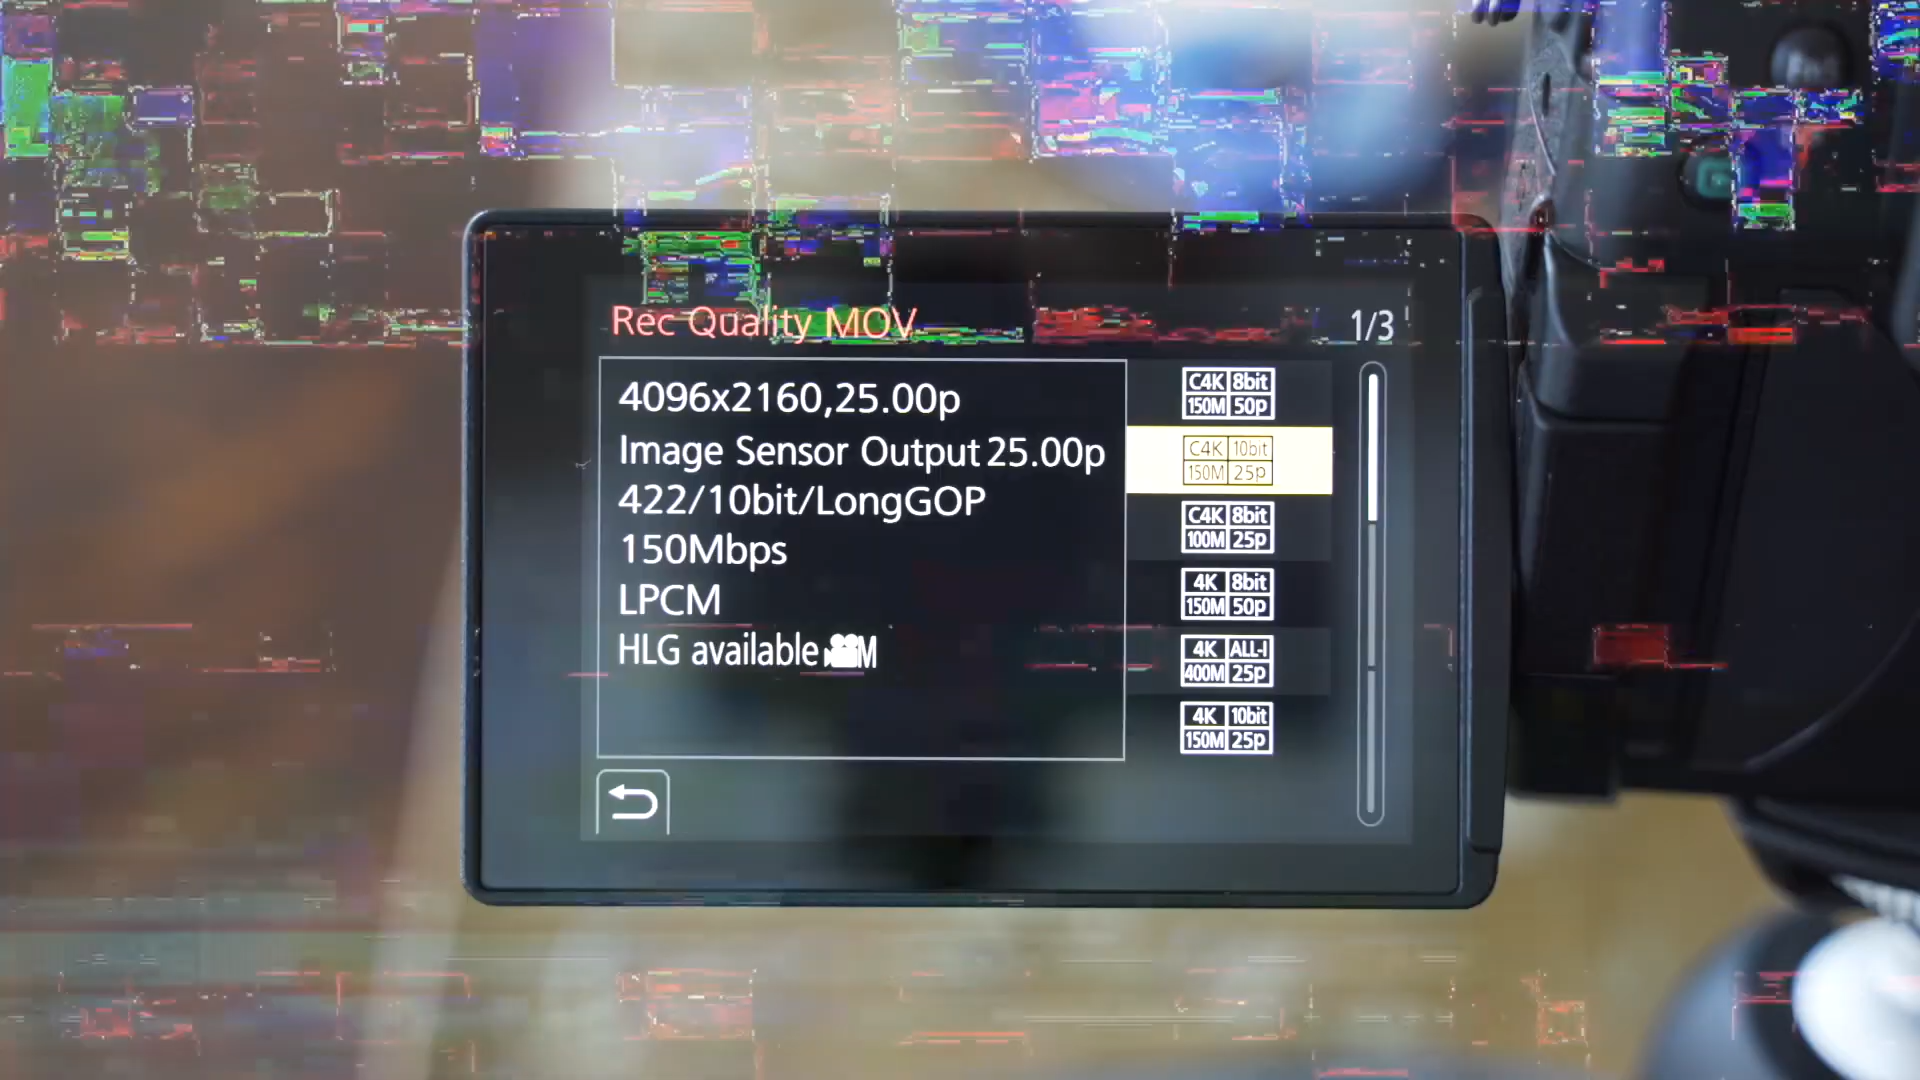 Rec Quality MOV
1/3
4096x2160,25.00p
Image Sensor Output 25.00p
422/10bit/LongGOP
150Mbps
LPCM
HLG available M
C4K 8bit
150M 50p
C4K 10bit
150M 25p
C4K 8bit
100M 25p
4K 8bit
150M 50p
4K ALL-I
400M 25p
4K 10bit
150M 25p